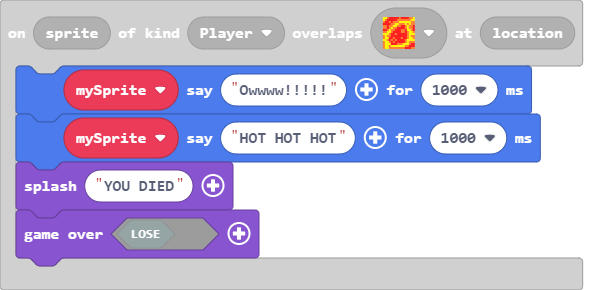 on sprite of kind Player overlaps at location
mySprite say "Owwww!!!!!" for 1000 ms
mySprite say "HOT HOT HOT" for 1000 ms
splash "YOU DIED"
game over LOSE